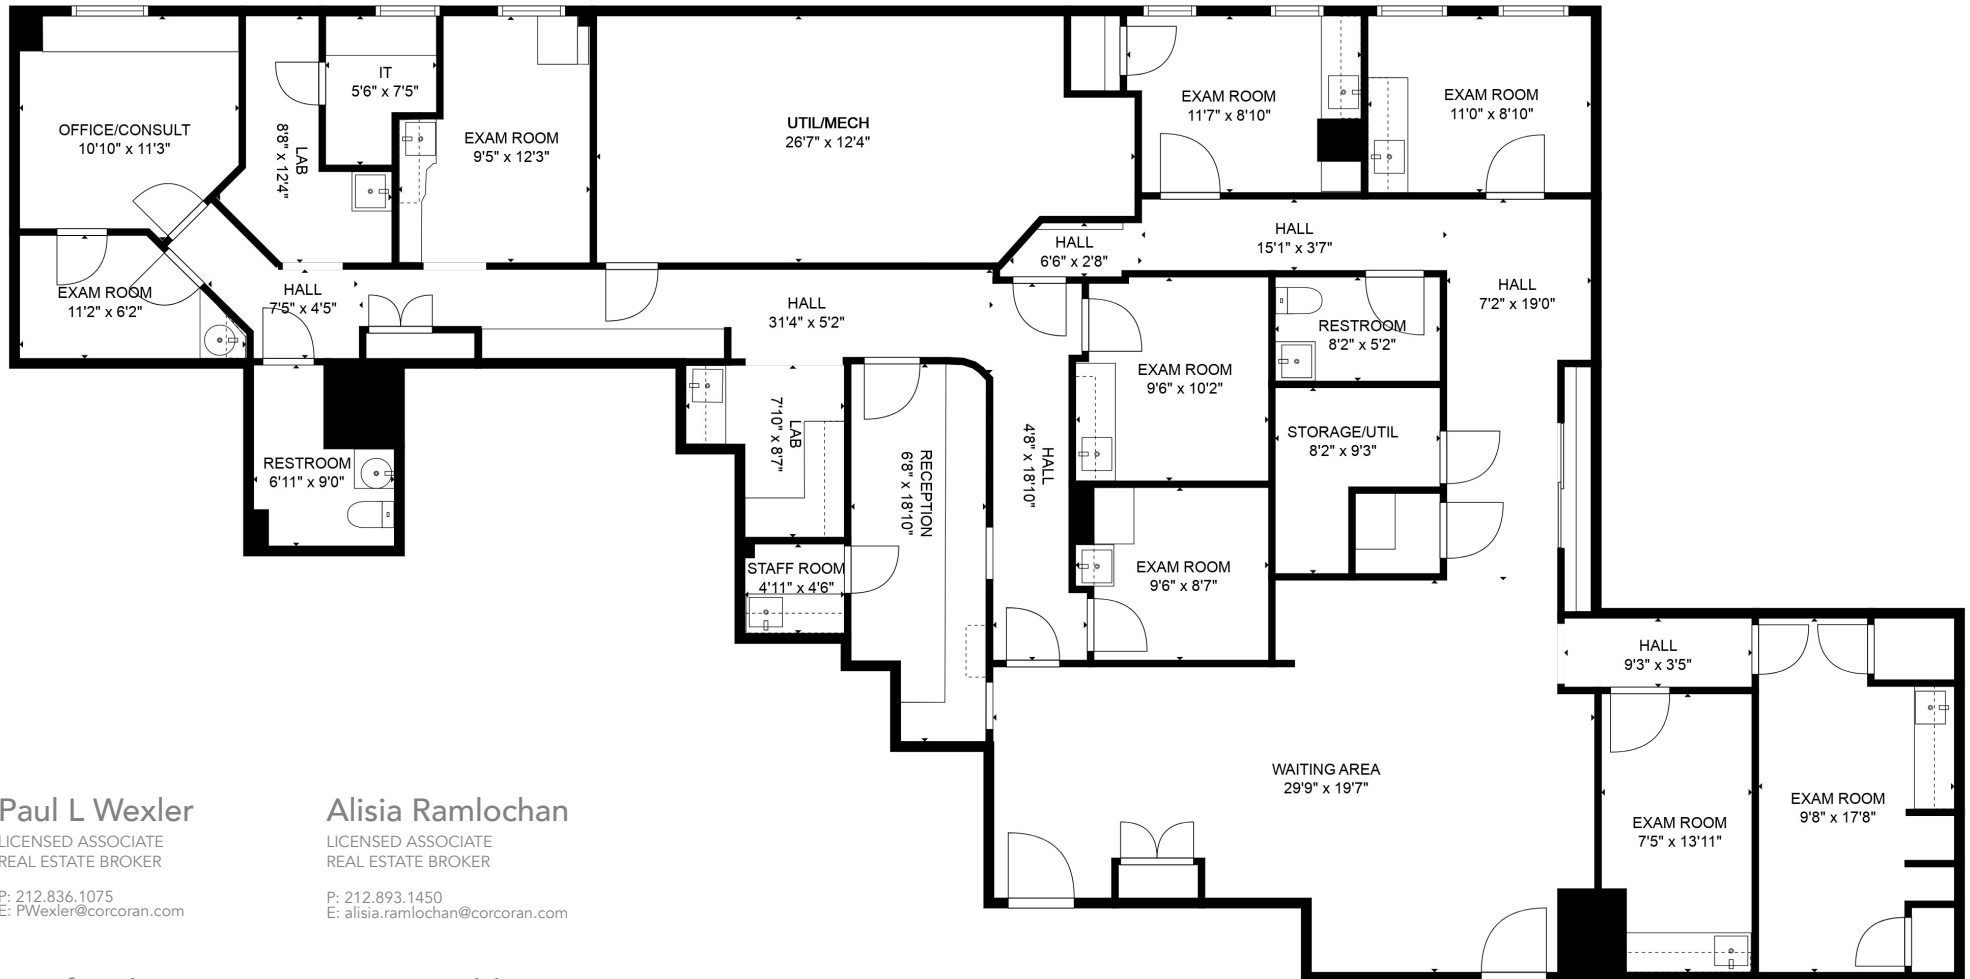 OFFICE/CONSULT
10'10" x 11'3"
LAB
8'8" x 12'4"
IT
5'6" x 7'5"
EXAM ROOM
9'5" x 12'3"
UTIL/MECH
26'7" x 12'4"
EXAM ROOM
11'7" x 8'10"
EXAM ROOM
11'0" x 8'10"
EXAM ROOM
11'2" x 6'2"
HALL
7'5" x 4'5"
HALL
31'4" x 5'2"
HALL
6'6" x 2'8"
HALL
15'1" x 3'7"
HALL
7'2" x 19'0"
RESTROOM
8'2" x 5'2"
EXAM ROOM
9'6" x 10'2"
STORAGE/UTIL
8'2" x 9'3"
RESTROOM
6'11" x 9'0"
LAB
7'10" x 8'7"
RECEPTION
6'8" x 18'10"
HALL
4'8" x 18'10"
STAFF ROOM
4'11" x 4'6"
EXAM ROOM
9'6" x 8'7"
HALL
9'3" x 3'5"
WAITING AREA
29'9" x 19'7"
EXAM ROOM
7'5" x 13'11"
EXAM ROOM
9'8" x 17'8"
Paul L Wexler
LICENSED ASSOCIATE
REAL ESTATE BROKER
P: 212.836.1075
E: PWexler@corcoran.com
Alisia Ramlochan
LICENSED ASSOCIATE
REAL ESTATE BROKER
P: 212.893.1450
E: alisia.ramlochan@corcoran.com